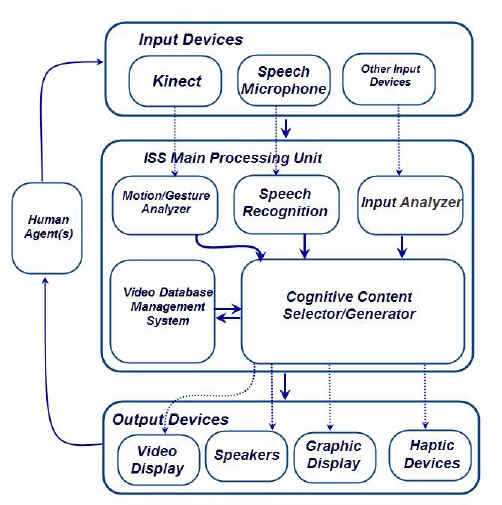 Input Devices
Kinect
Speech
Microphone
Other Input
Devices
ISS Main Processing Unit
Motion/Gesture
Analyzer
Speech
Recognition
Input Analyzer
Human
Agent(s)
Video Database
Management
System
Cognitive Content
Selector/Generator
Output Devices
Video
Display
Speakers
Graphic
Display
Haptic
Devices